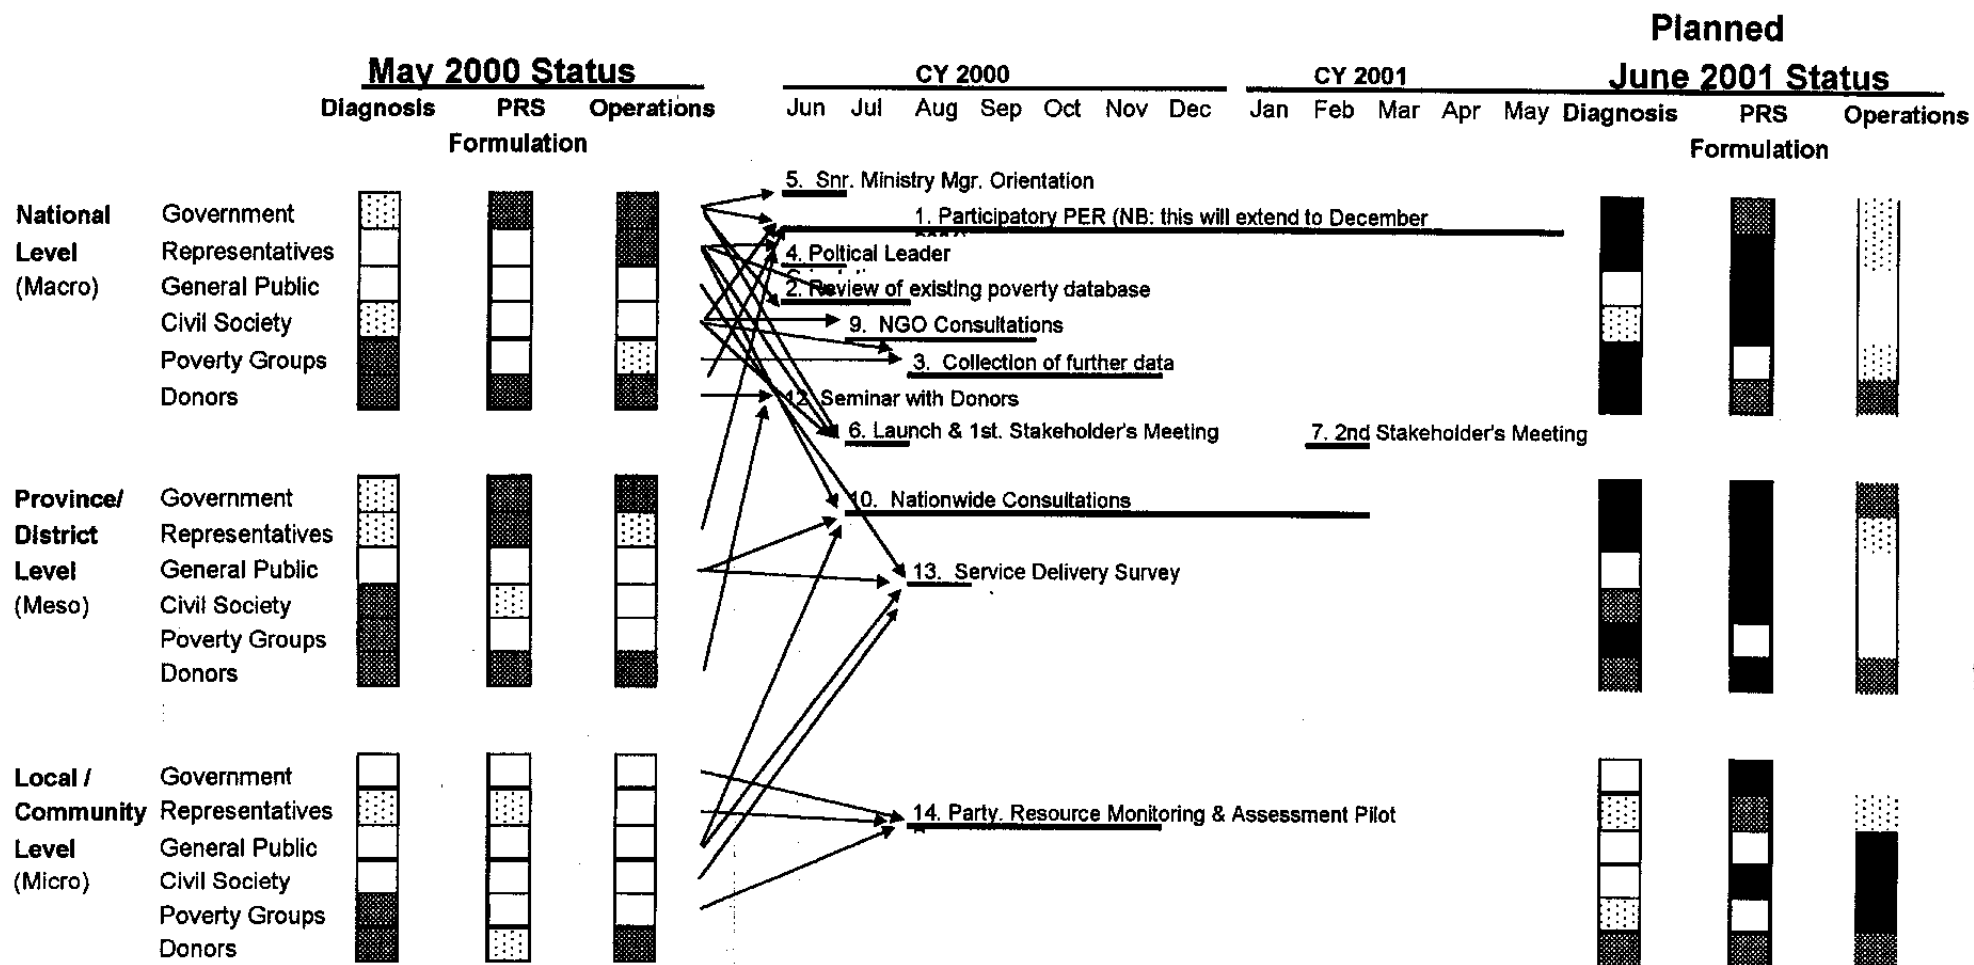 Planned
May 2000 Status CY 2000 CY 2001 June 2001 Status
Diagnosis PRS Operations Jun Jul Aug Sep Oct Nov Dec Jan Feb Mar Apr May Diagnosis PRS Operations
Formulation Formulation
5. Snr. Ministry Mgr. Orientation
National Government
1. Participatory PER (NB: this will extend to December
Level Representatives 4. Poltical Leader
(Macro) General Public 2. Review of existing poverty database
Civil Society 9. NGO Consultations
Poverty Groups 3. Collection of further data
Donors 12. Seminar with Donors
6. Launch & 1st. Stakeholder's Meeting 7. 2nd Stakeholder's Meeting
Province/ Government 10. Nationwide Consultations
District Representatives
Level General Public 13. Service Delivery Survey
(Meso) Civil Society
Poverty Groups
Donors
Local / Government
Community Representatives 14. Party. Resource Monitoring & Assessment Pilot
Level General Public
(Micro) Civil Society
Poverty Groups
Donors